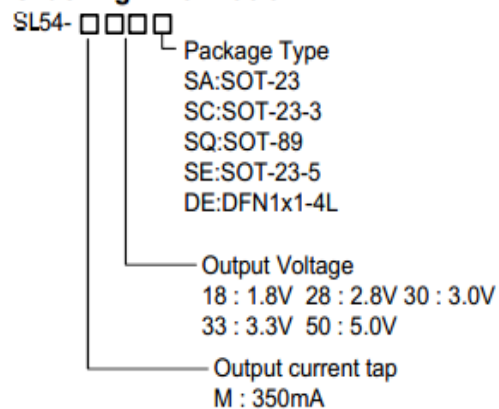 SL54-
Package Type
SA:SOT-23
SC:SOT-23-3
SQ:SOT-89
SE:SOT-23-5
DE:DFN1x1-4L
Output Voltage
18 : 1.8V 28 : 2.8V 30 : 3.0V
33 : 3.3V 50 : 5.0V
Output current tap
M : 350mA